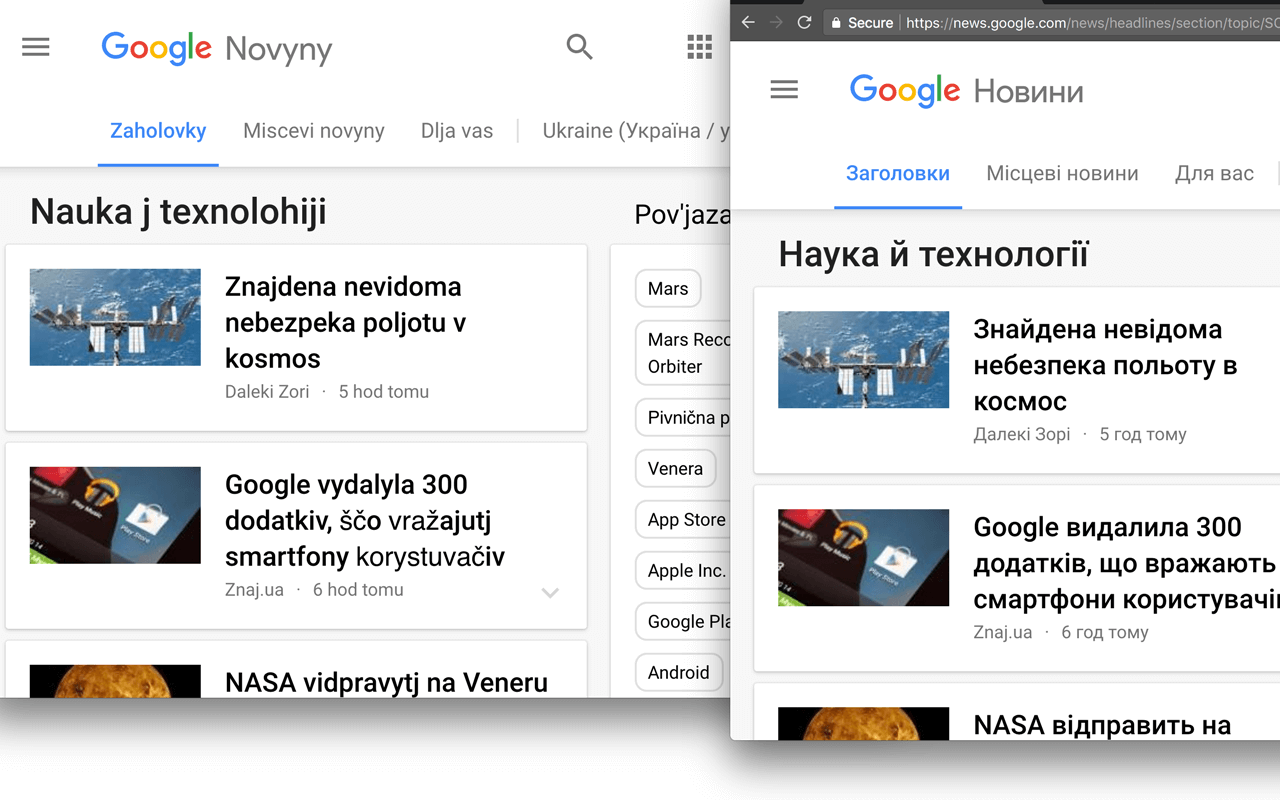 Google Novyny
Zaholovky Miscevi novyny Dlja vas Ukraine (Україна / у
Nauka j texnolohiji
Znajdena nevidoma
nebezpeka poljotu v
kosmos
Daleki Zori · 5 hod tomu
Google vydalyla 300
dodatkiv, ščo vražajutj
smartfony korystuvačiv
Znaj.ua · 6 hod tomu
NASA vidpravytj na Veneru
Pov'jaza
Mars
Mars Reco
Orbiter
Pivnična p
Venera
App Store
Apple Inc.
Google Pla
Android
Secure https://news.google.com/news/headlines/section/topic/SC
Google Новини
Заголовки Місцеві новини Для вас
Наука й технології
Знайдена невідома
небезпека польоту в
космос
Далекі Зорі · 5 год тому
Google видалила 300
додатків, що вражають
смартфони користувачі
Znaj.ua · 6 год тому
NASA відправить на
Play Music
Play Store